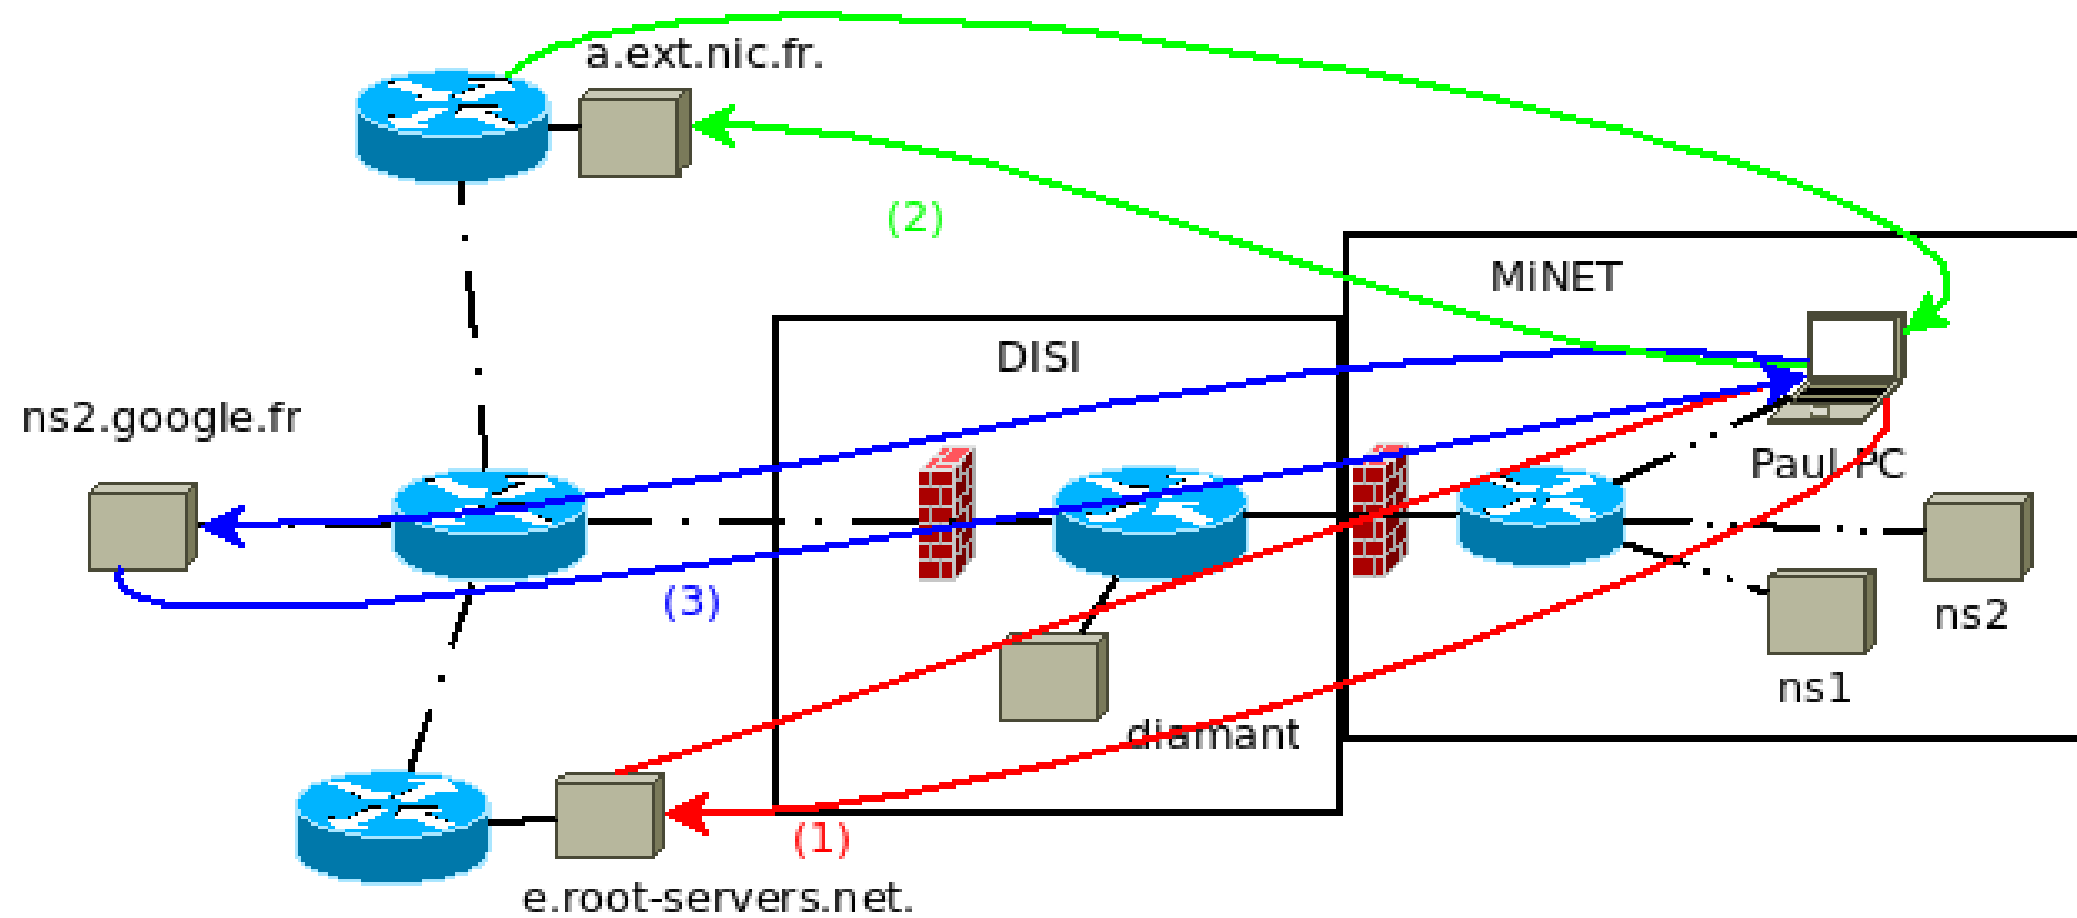 a.ext.nic.fr.
(2)
MiNET
DISI
ns2.google.fr
Paul PC
(3)
ns2
ns1
diamant
(1)
e.root-servers.net.